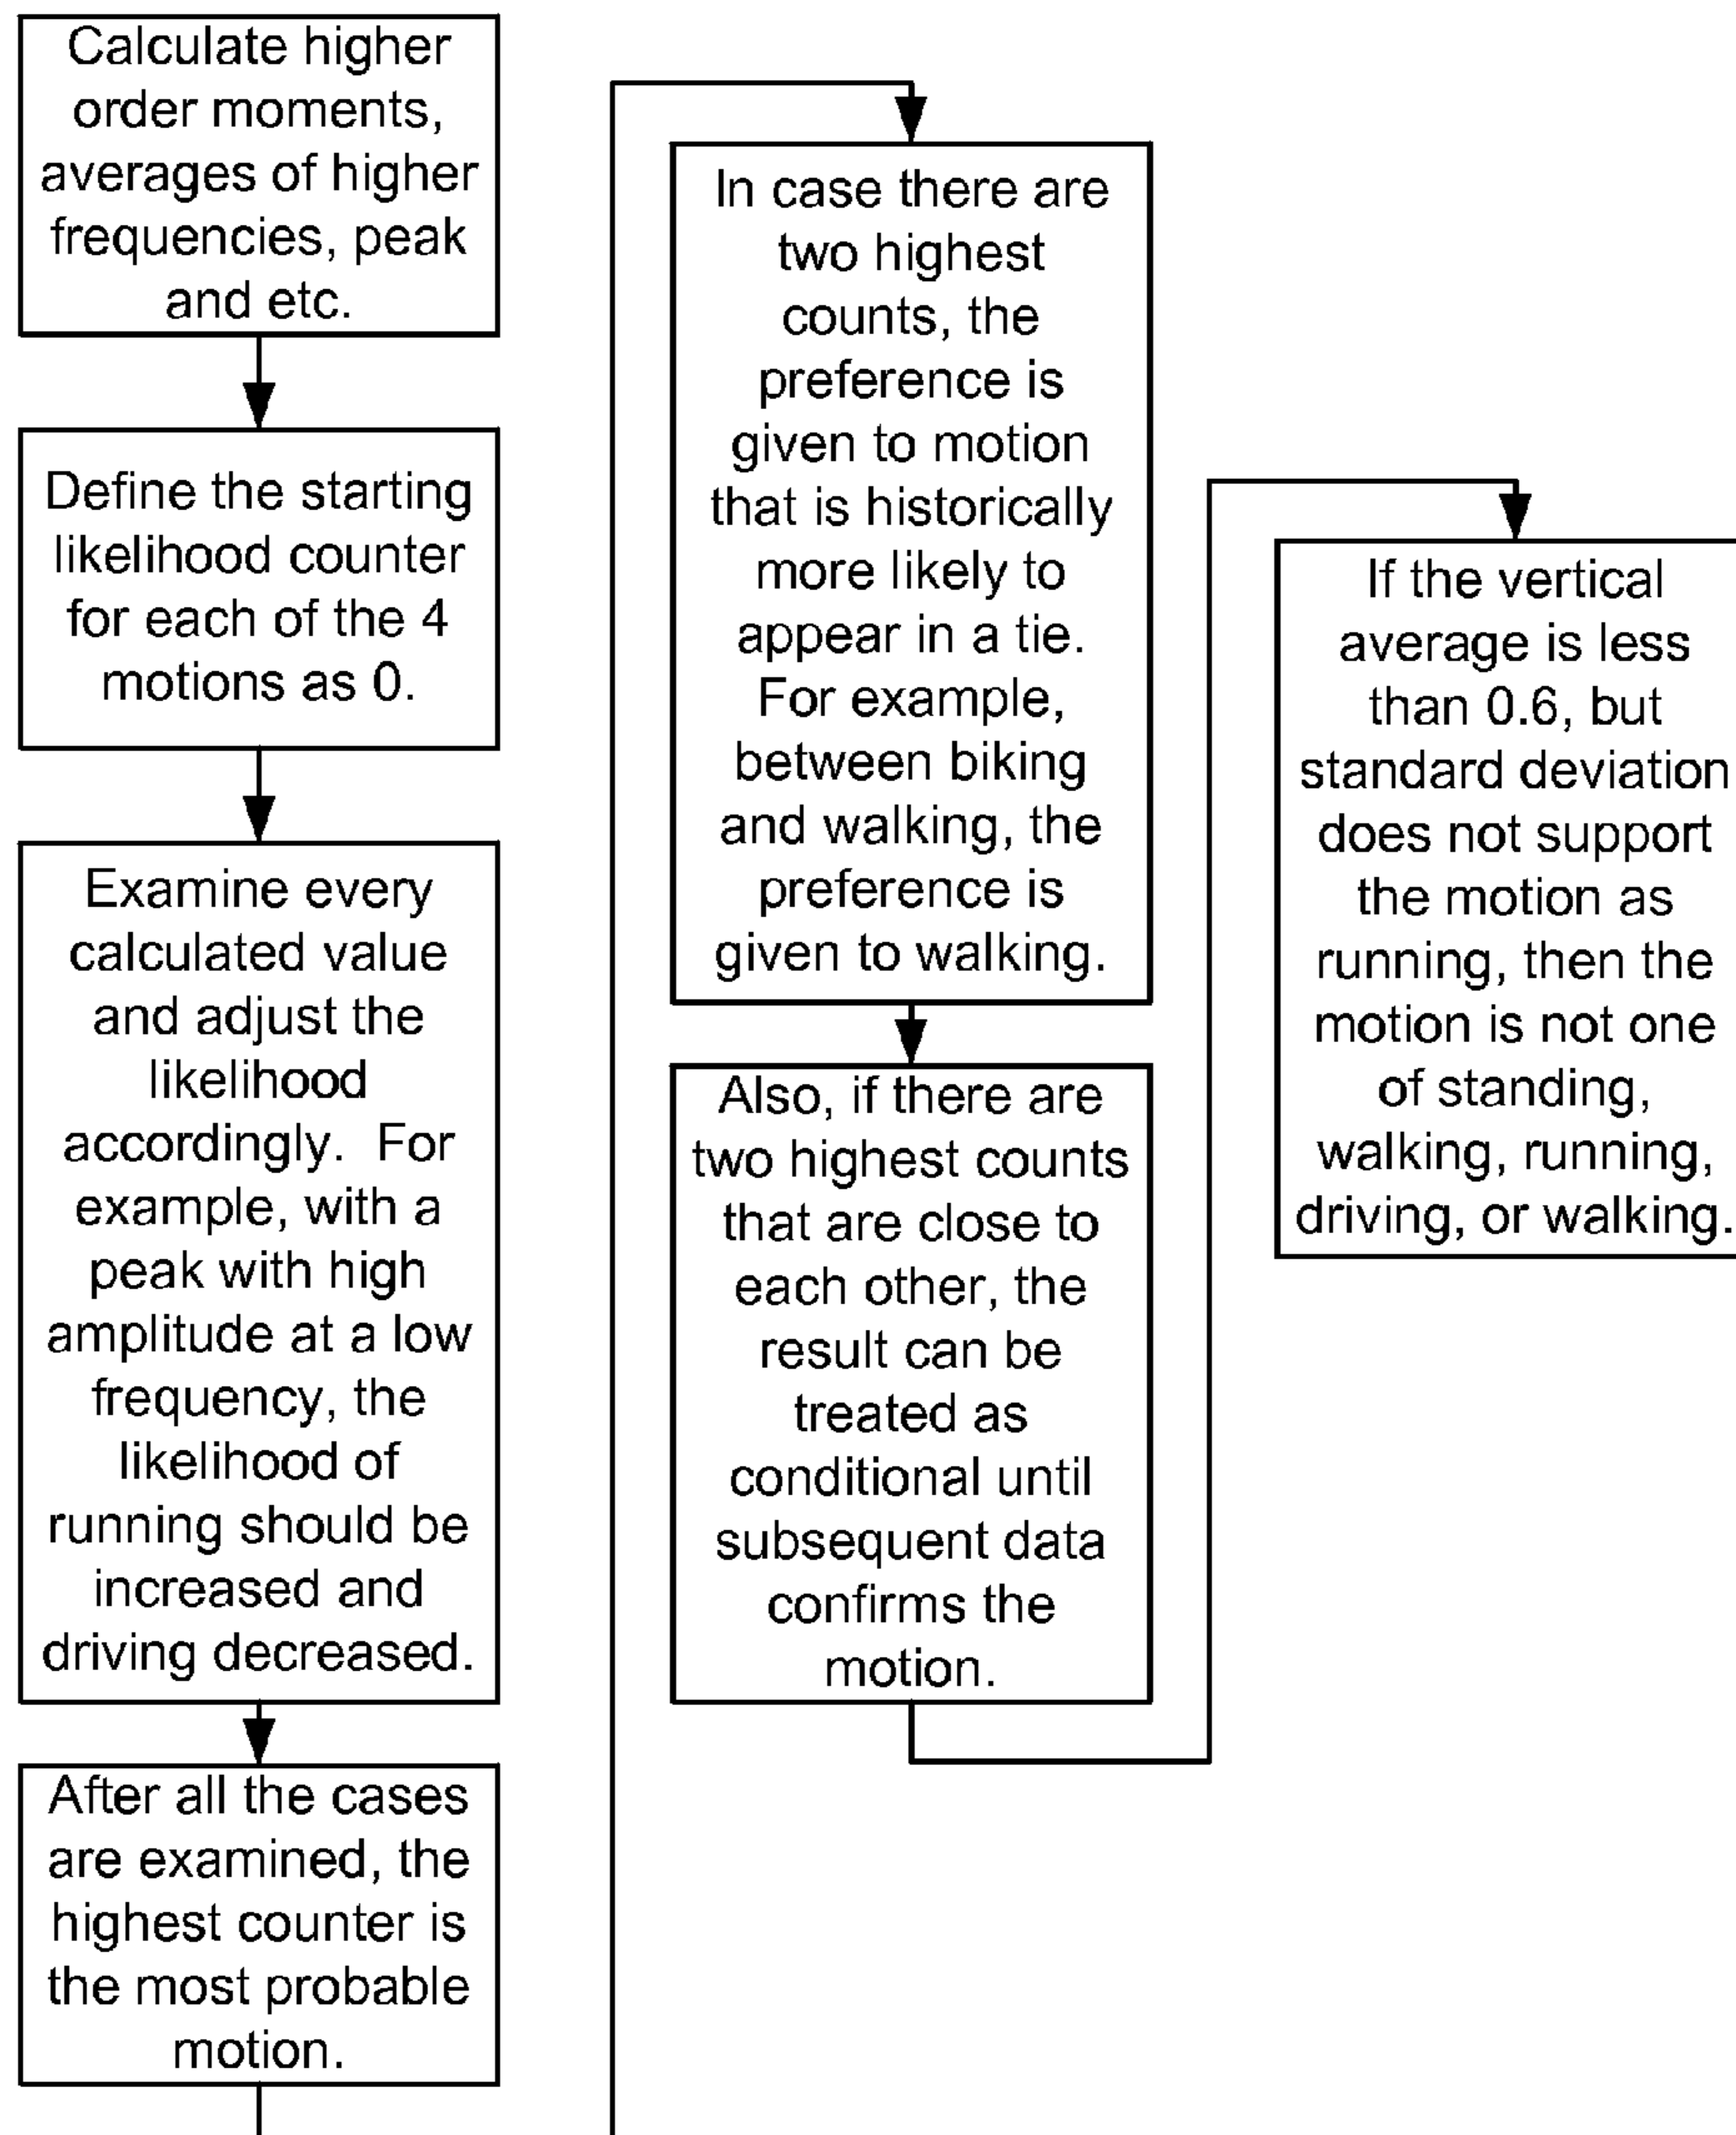 Calculate higher
order moments,
averages of higher
frequencies, peak
and etc.
Define the starting
likelihood counter
for each of the 4
motions as 0.
Examine every
calculated value
and adjust the
likelihood
accordingly.  For
example, with a
peak with high
amplitude at a low
frequency, the
likelihood of
running should be
increased and
driving decreased.
After all the cases
are examined, the
highest counter is
the most probable
motion.
In case there are
two highest
counts, the
preference is
given to motion
that is historically
more likely to
appear in a tie.
For example,
between biking
and walking, the
preference is
given to walking.
Also, if there are
two highest counts
that are close to
each other, the
result can be
treated as
conditional until
subsequent data
confirms the
motion.
If the vertical
average is less
than 0.6, but
standard deviation
does not support
the motion as
running, then the
motion is not one
of standing,
walking, running,
driving, or walking.